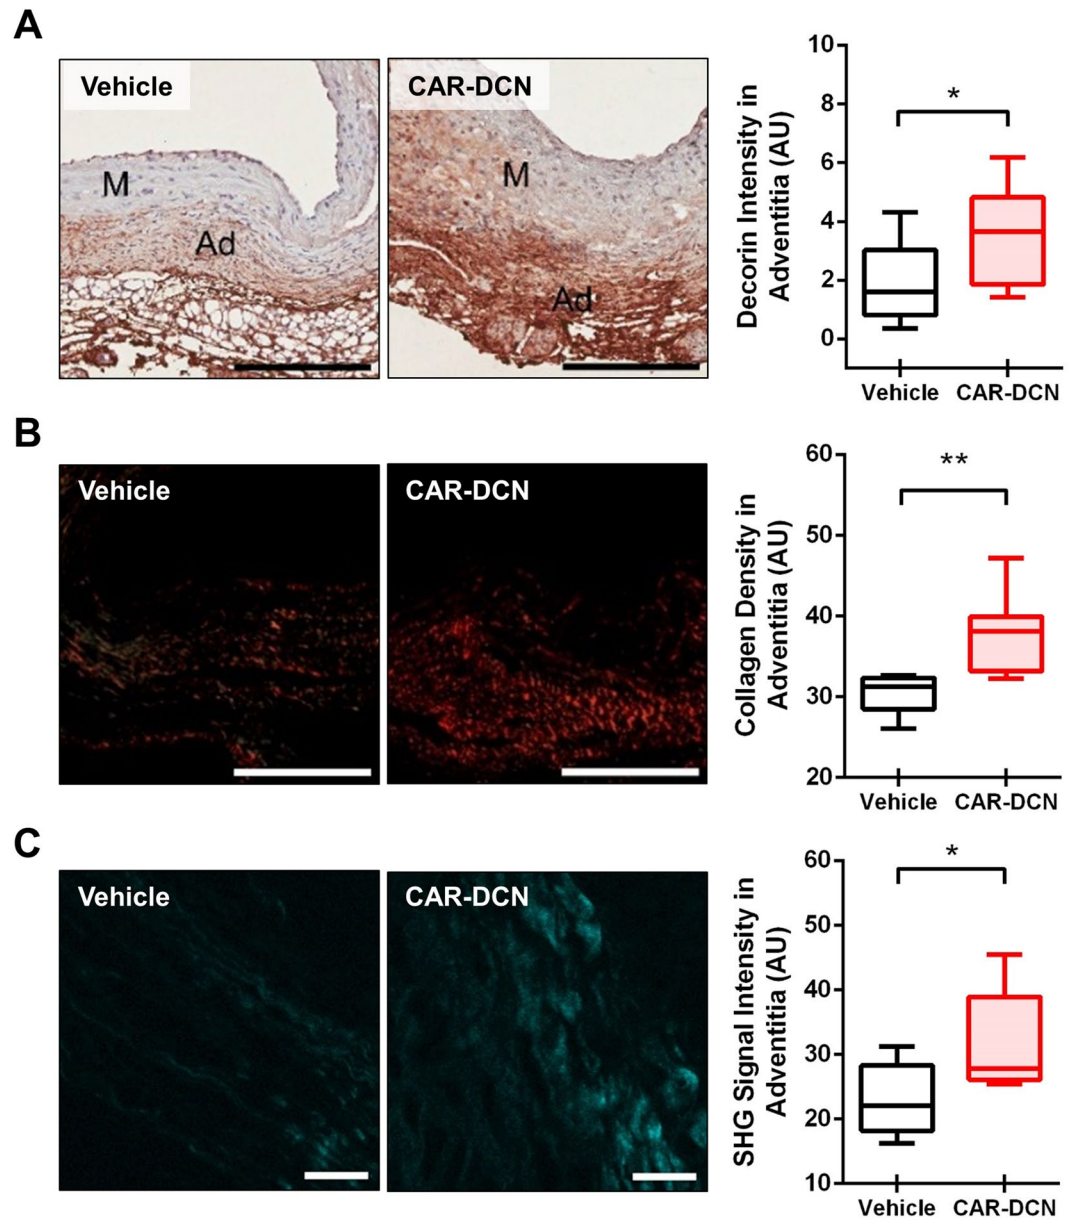 A
Vehicle
M
Ad
CAR-DCN
M
Ad
Decorin Intensity in
Adventitia (AU)
10
8
6
4
2
0
*
Vehicle
CAR-DCN
B
Vehicle
CAR-DCN
Collagen Density in
Adventitia (AU)
60
50
40
30
20
**
Vehicle
CAR-DCN
C
Vehicle
CAR-DCN
SHG Signal Intensity in
Adventitia (AU)
60
50
40
30
20
10
*
Vehicle
CAR-DCN